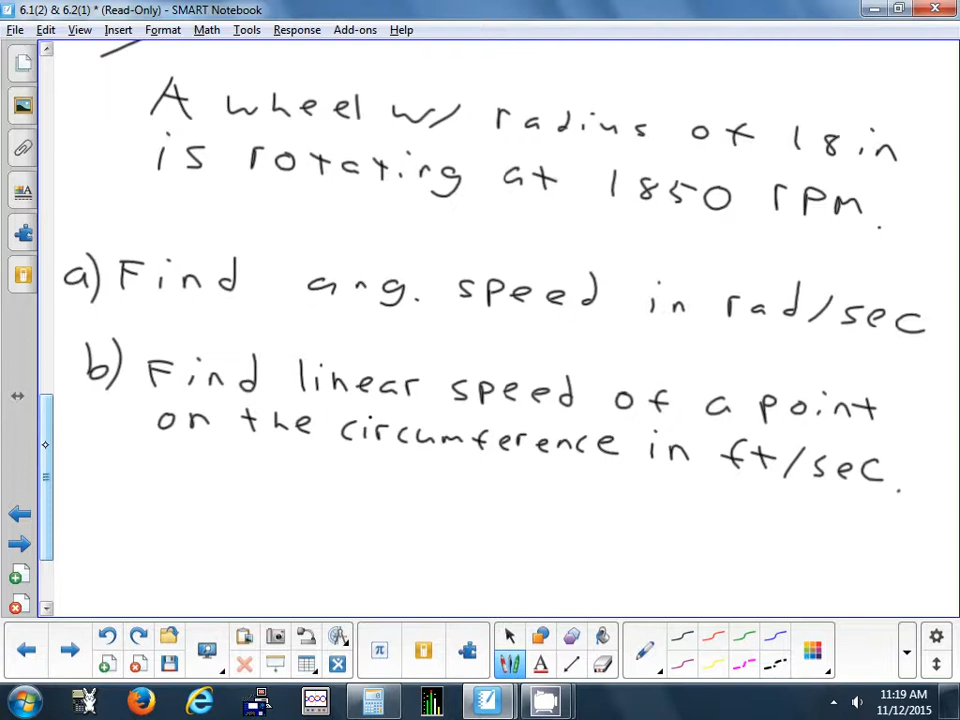 6.1(2) & 6.2(1) * (Read-Only) - SMART Notebook
File Edit View Insert Format Math Tools Response Add-ons Help
A wheel w/ radius of 18 in
is rotating at 1850 rpm.
a) Find ang. speed in rad/sec
b) Find linear speed of a point
on the circumference in ft/sec.
11:19 AM
11/12/2015